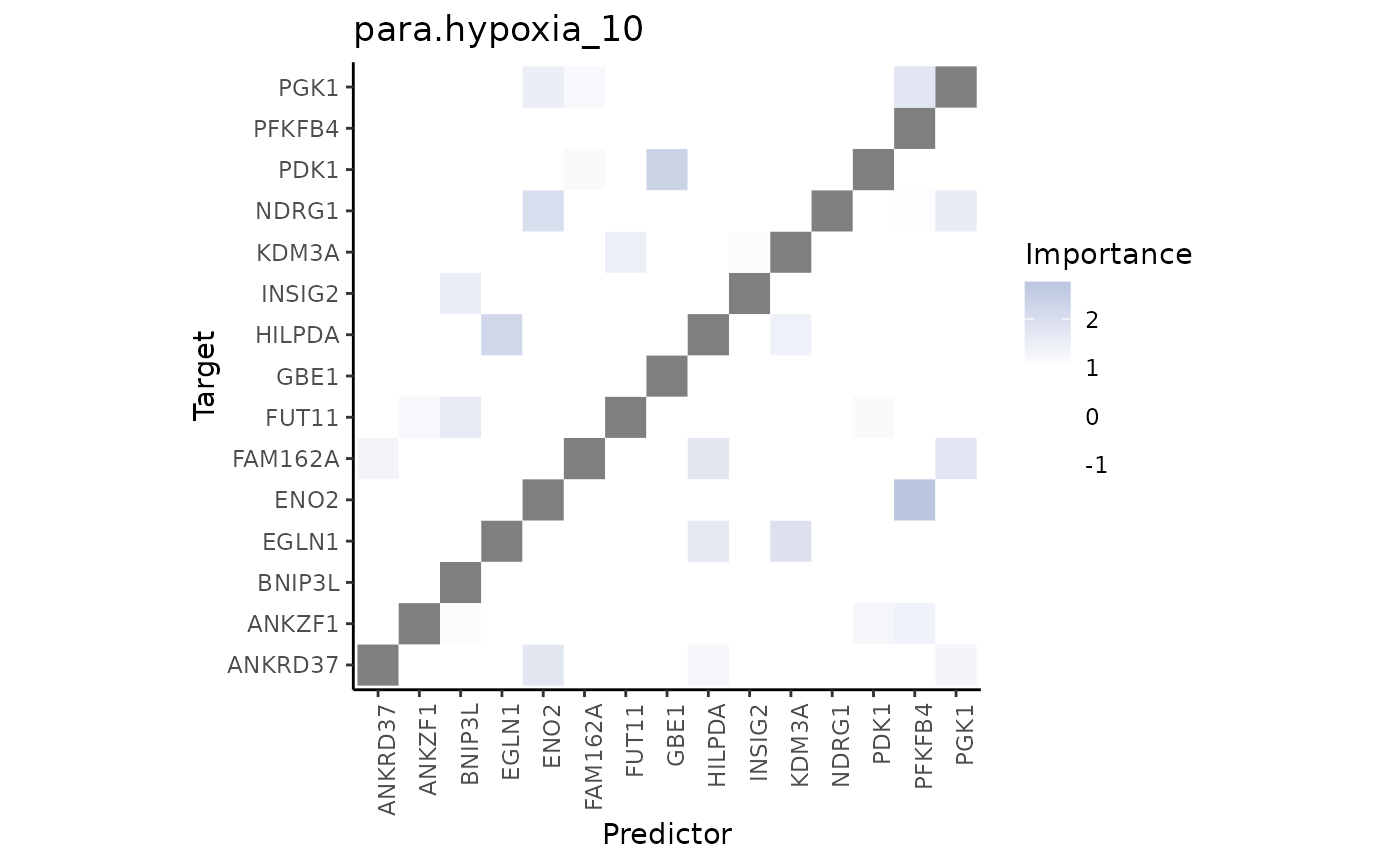 para.hypoxia_10
PGK1
PFKFB4
PDK1
NDRG1
KDM3A
INSIG2
HILPDA
GBE1
FUT11
FAM162A
ENO2
EGLN1
BNIP3L
ANKZF1
ANKRD37
Target
ANKRD37
ANKZF1
BNIP3L
EGLN1
ENO2
FAM162A
FUT11
GBE1
HILPDA
INSIG2
KDM3A
NDRG1
PDK1
PFKFB4
PGK1
Predictor
Importance
2
1
0
-1